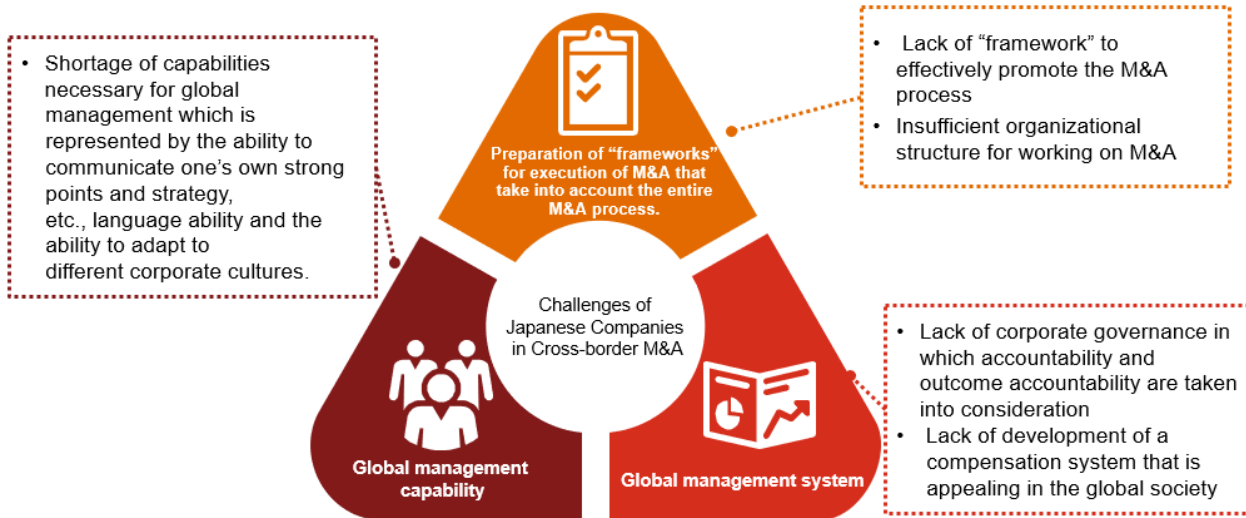 • Shortage of capabilities
necessary for global
management which is
represented by the ability to
communicate one's own strong
points and strategy,
etc., language ability and the
ability to adapt to
different corporate cultures.
Preparation of “frameworks”
for execution of M&A that
take into account the entire
M&A process.
• Lack of “framework” to
effectively promote the M&A
process
• Insufficient organizational
structure for working on M&A
Challenges of
Japanese Companies
in Cross-border M&A
Global management
capability
Global management system
• Lack of corporate governance in
which accountability and
outcome accountability are taken
into consideration
• Lack of development of a
compensation system that is
appealing in the global society